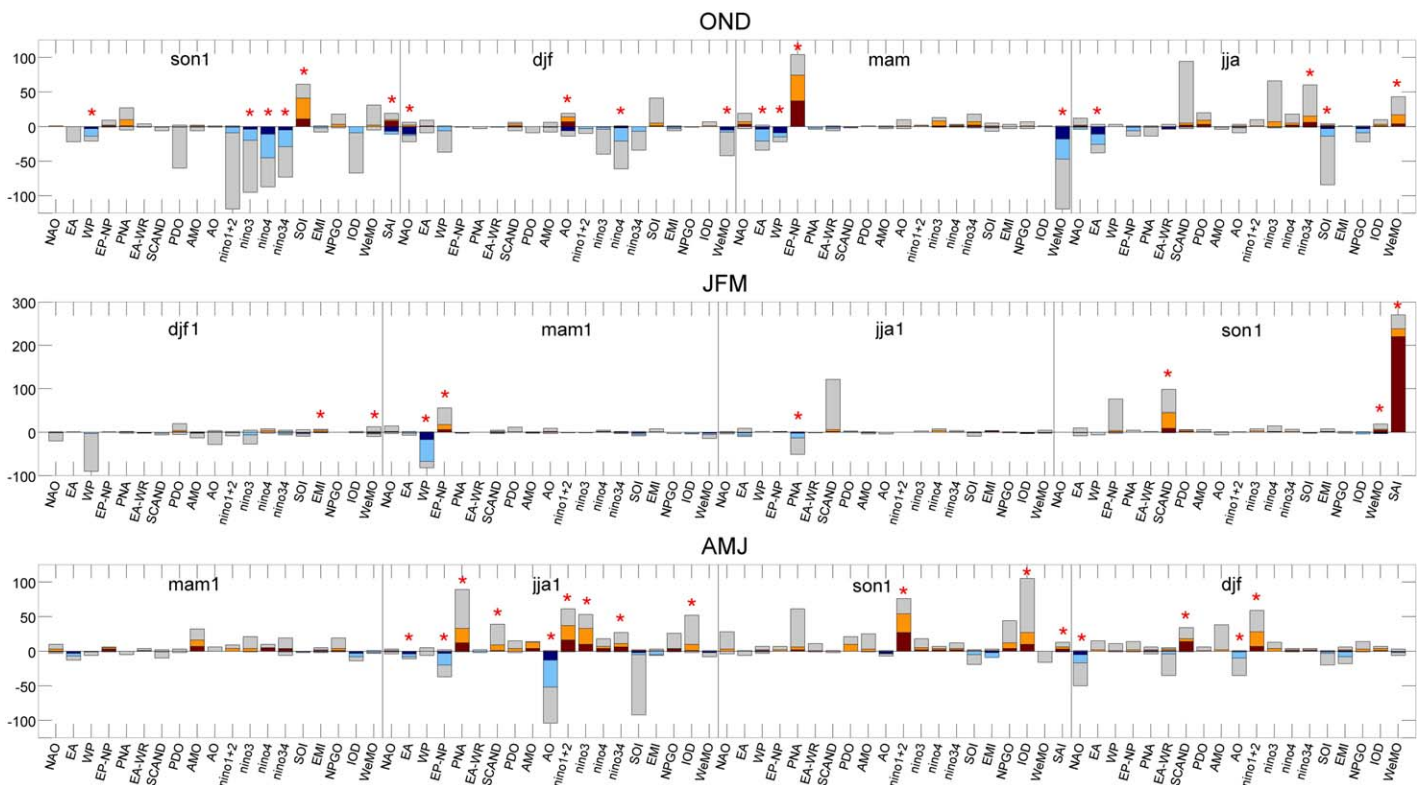 OND
son1 djf mam jja
100
50
0
-50
-100
NAO EA WP EP-NP PNA EA-WR SCAND PDO AMO AO nino1+2 nino3 nino4 nino34 SOI EMI NPGO IOD WeMO SAI NAO EA WP EP-NP PNA EA-WR SCAND PDO AMO AO nino1+2 nino3 nino4 nino34 SOI EMI NPGO IOD WeMO NAO EA WP EP-NP PNA EA-WR SCAND PDO AMO AO nino1+2 nino3 nino4 nino34 SOI EMI NPGO IOD WeMO NAO EA WP EP-NP PNA EA-WR SCAND PDO AMO AO nino1+2 nino3 nino4 nino34 SOI EMI NPGO IOD WeMO
JFM
djf1 mam1 jja1 son1
300
200
100
0
-100
NAO EA WP EP-NP PNA EA-WR SCAND PDO AMO AO nino1+2 nino3 nino4 nino34 SOI EMI NPGO IOD WeMO NAO EA WP EP-NP PNA EA-WR SCAND PDO AMO AO nino1+2 nino3 nino4 nino34 SOI EMI NPGO IOD WeMO NAO EA WP EP-NP PNA EA-WR SCAND PDO AMO AO nino1+2 nino3 nino4 nino34 SOI EMI NPGO IOD WeMO NAO EA WP EP-NP PNA EA-WR SCAND PDO AMO AO nino1+2 nino3 nino4 nino34 SOI EMI NPGO IOD WeMO SAI
AMJ
mam1 jja1 son1 djf
100
50
0
-50
-100
NAO EA WP EP-NP PNA EA-WR SCAND PDO AMO AO nino1+2 nino3 nino4 nino34 SOI EMI NPGO IOD WeMO NAO EA WP EP-NP PNA EA-WR SCAND PDO AMO AO nino1+2 nino3 nino4 nino34 SOI EMI NPGO IOD WeMO NAO EA WP EP-NP PNA EA-WR SCAND PDO AMO AO nino1+2 nino3 nino4 nino34 SOI EMI NPGO IOD WeMO SAI NAO EA WP EP-NP PNA EA-WR SCAND PDO AMO AO nino1+2 nino3 nino4 nino34 SOI EMI NPGO IOD WeMO